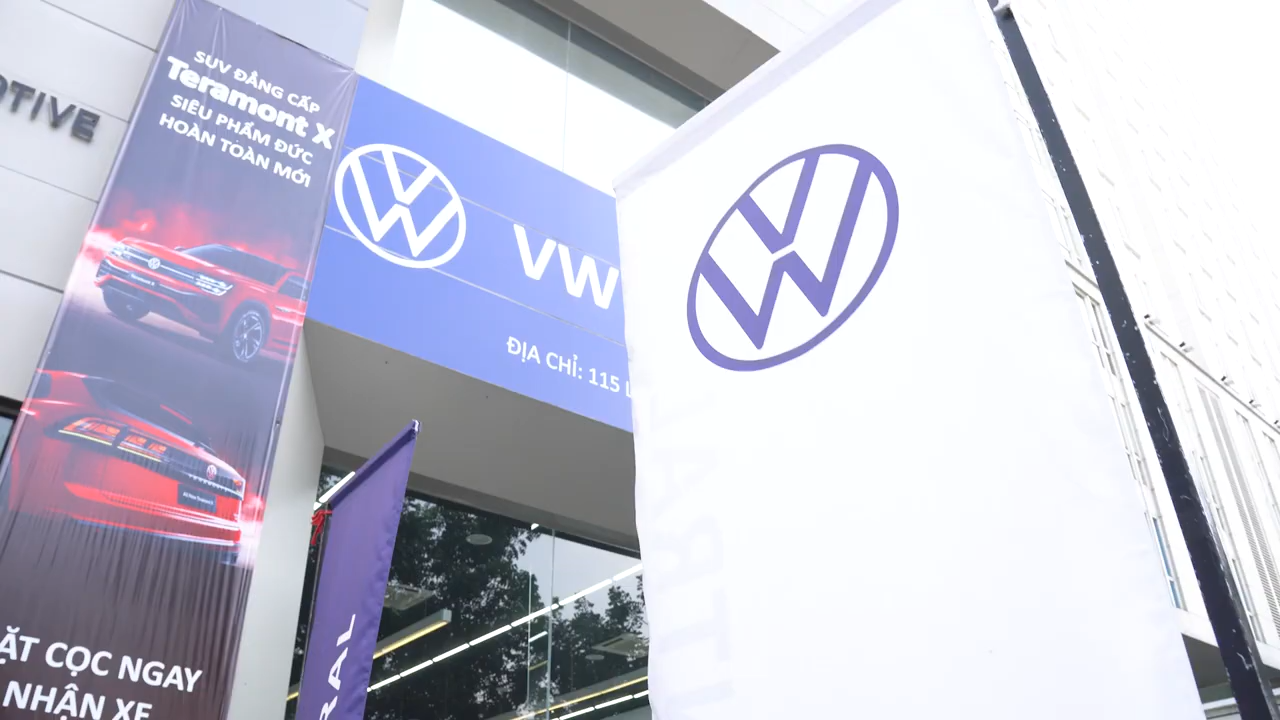 OTIVE
SUV ĐẲNG CẤP
Teramont X
SIÊU PHẨM ĐỨC
HOÀN TOÀN MỚI
VW
ĐỊA CHỈ: 115
RAL
ẶT CỌC NGAY
NHẬN XE